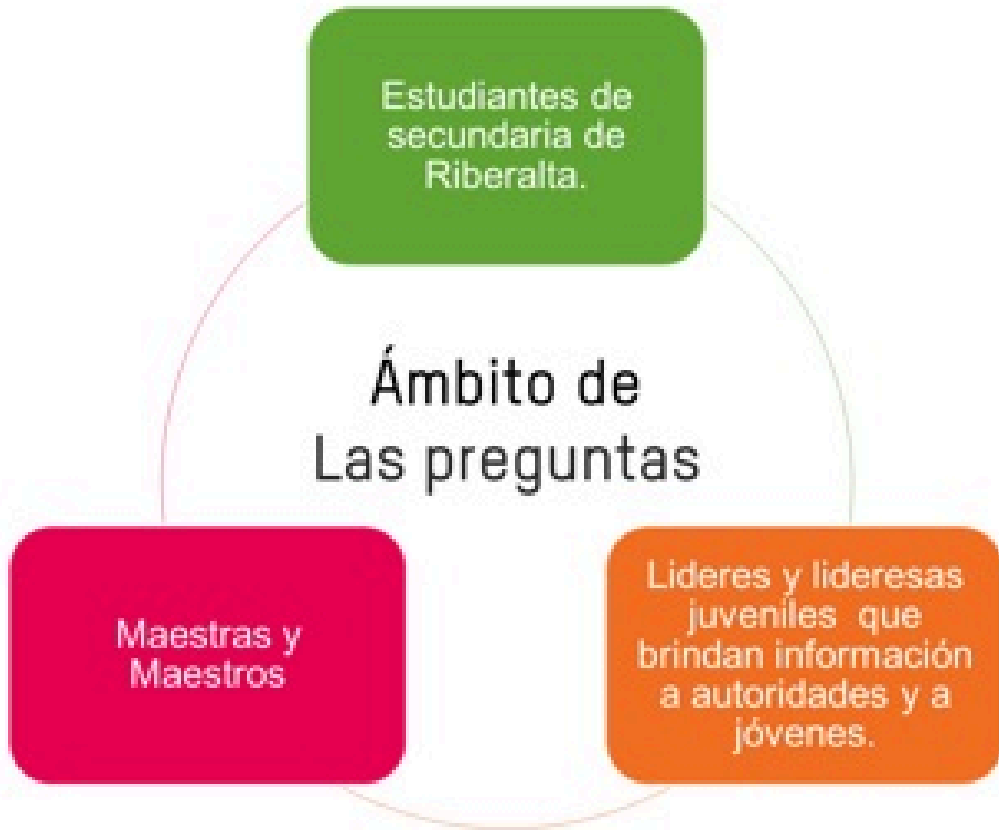 Estudiantes de
secundaria de
Riberalta.
Ámbito de
Las preguntas
Maestras y
Maestros
Lideres y lideresas
juveniles que
brindan información
a autoridades y a
jóvenes.